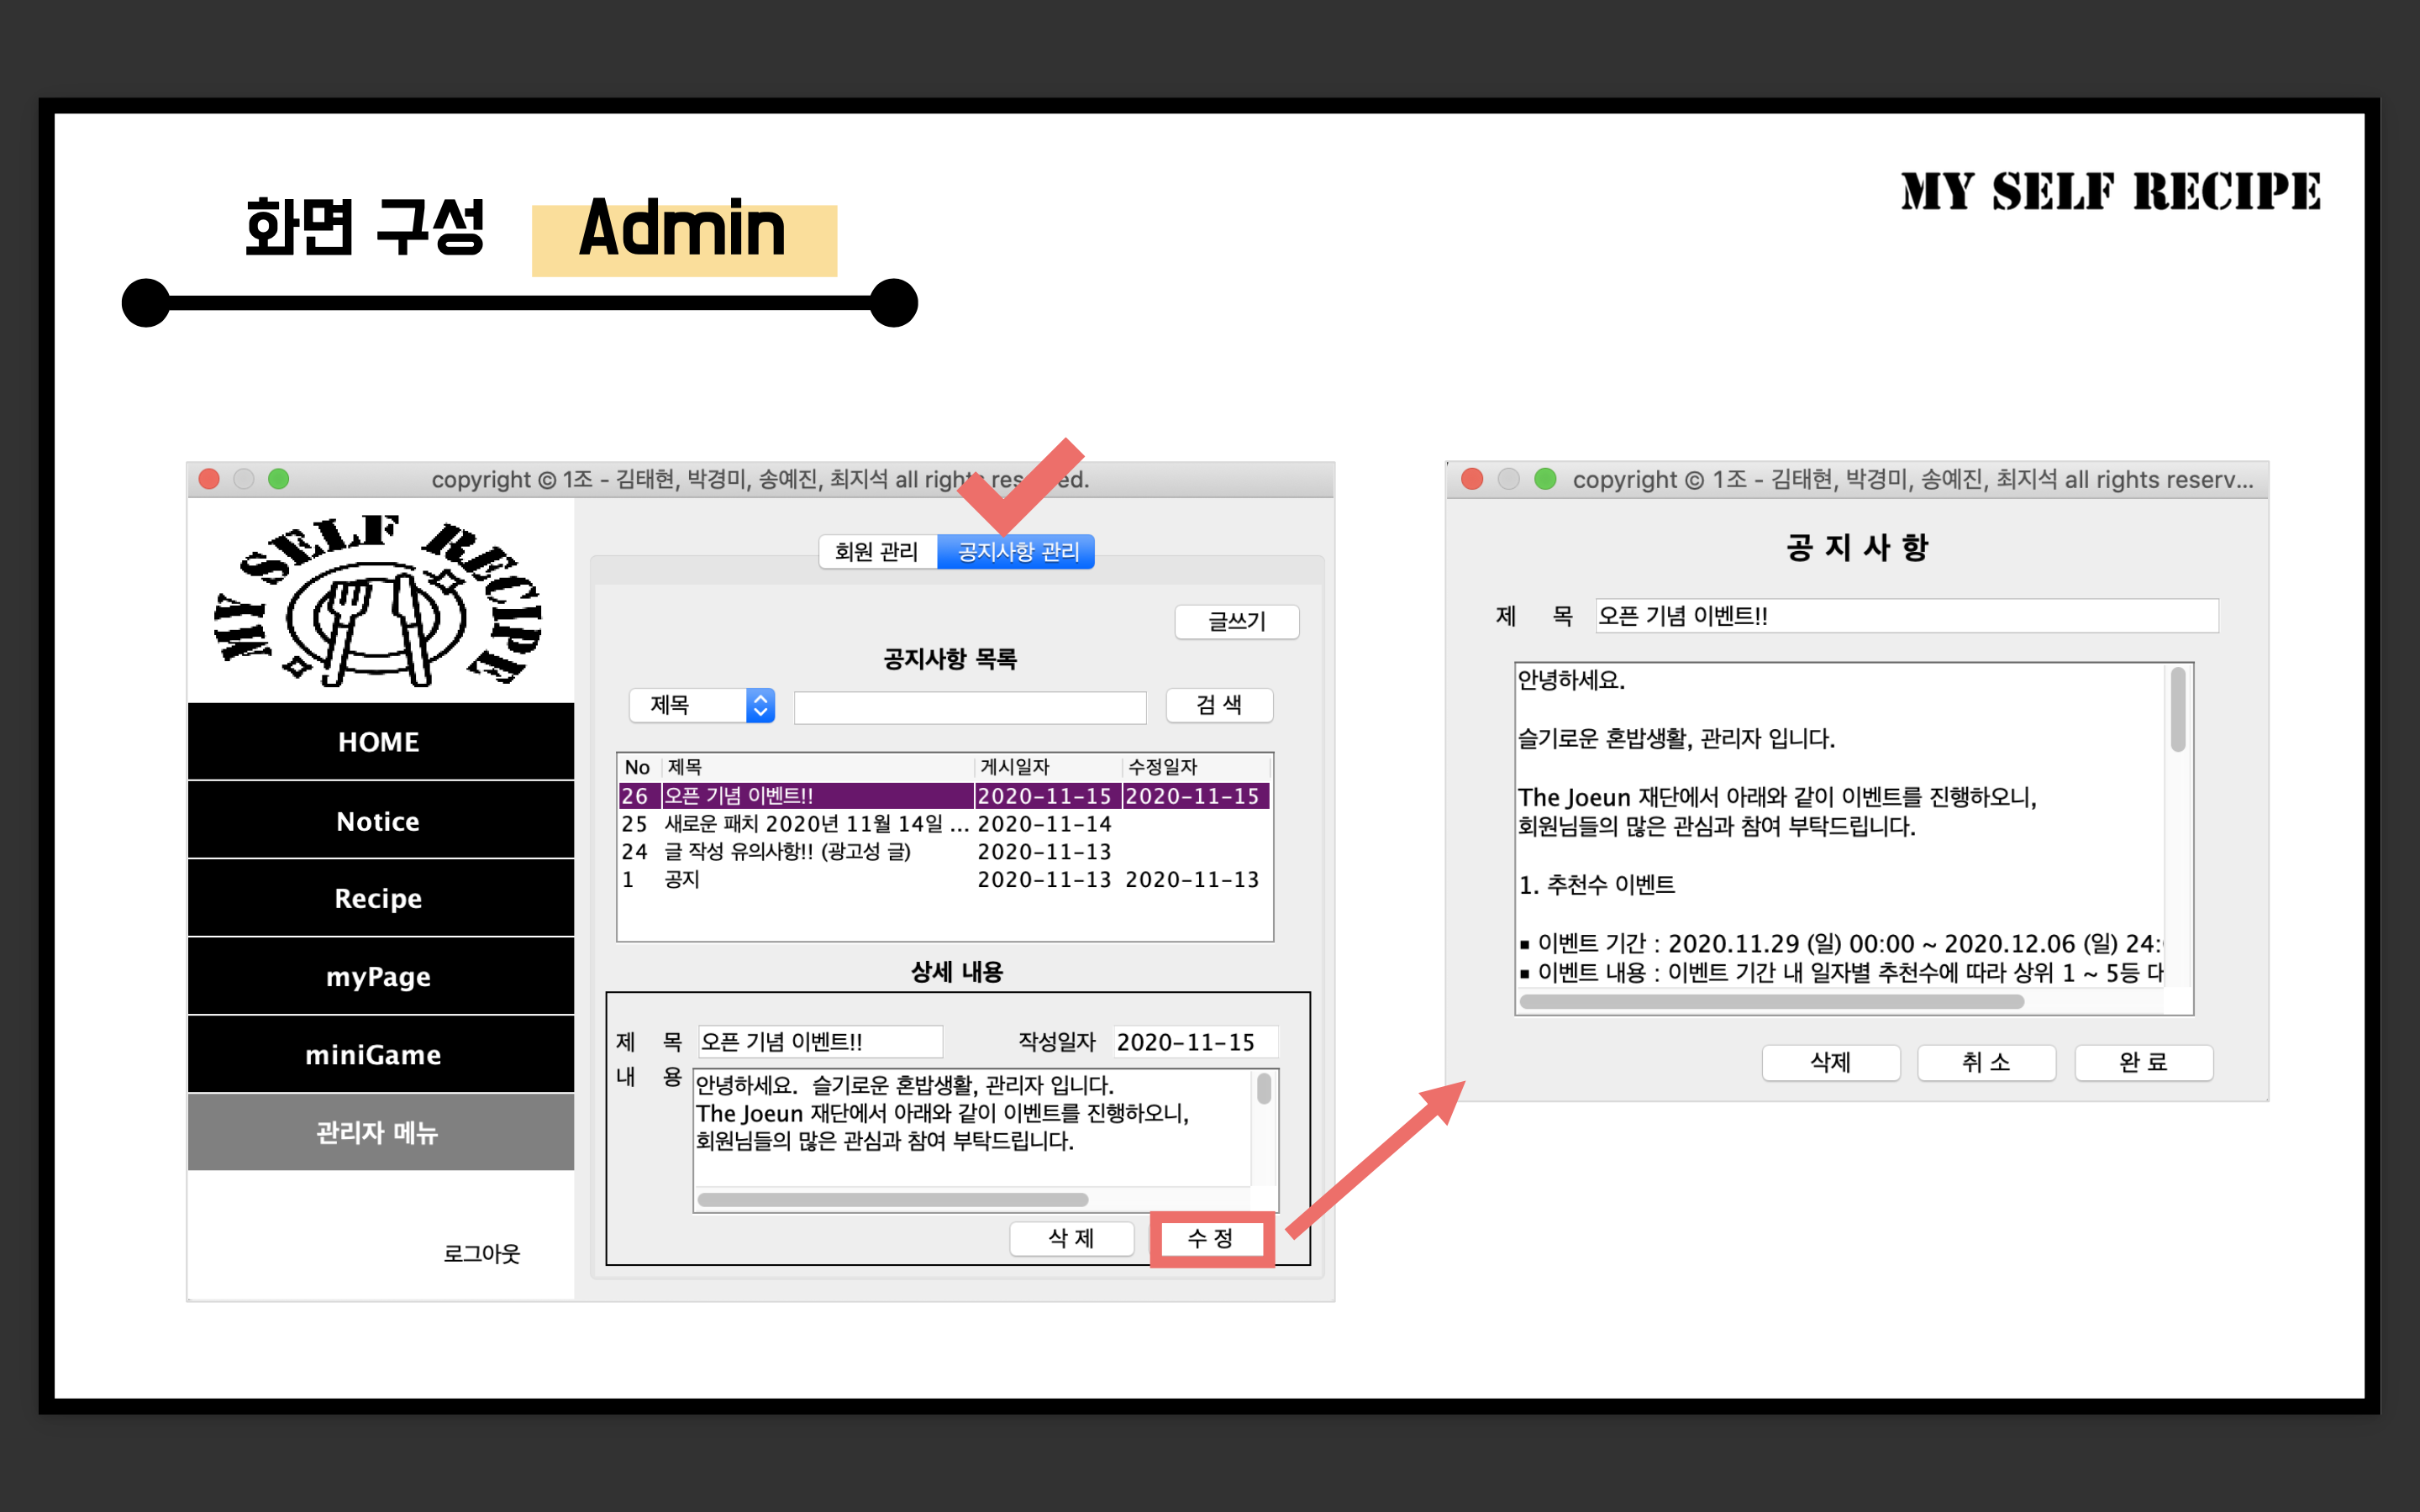 화면 구성 Admin
MY SELF RECIPE
copyright © 1조 - 김태현, 박경미, 송예진, 최지석 all rights reserved.
MY SELF RECIPE
HOME
Notice
Recipe
myPage
miniGame
관리자 메뉴
로그아웃
회원 관리 공지사항 관리
글쓰기
공지사항 목록
제목 검 색
No 제목 게시일자 수정일자
26 오픈 기념 이벤트!! 2020-11-15 2020-11-15
25 새로운 패치 2020년 11월 14일 ... 2020-11-14
24 글 작성 유의사항!! (광고성 글) 2020-11-13
1 공지 2020-11-13 2020-11-13
상세 내용
제 목 오픈 기념 이벤트!! 작성일자 2020-11-15
내 용 안녕하세요. 슬기로운 혼밥생활, 관리자 입니다.
The Joeun 재단에서 아래와 같이 이벤트를 진행하오니,
회원님들의 많은 관심과 참여 부탁드립니다.
삭 제 수 정
copyright © 1조 - 김태현, 박경미, 송예진, 최지석 all rights reserv...
공 지 사 항
제 목 오픈 기념 이벤트!!
안녕하세요.
슬기로운 혼밥생활, 관리자 입니다.
The Joeun 재단에서 아래와 같이 이벤트를 진행하오니,
회원님들의 많은 관심과 참여 부탁드립니다.
1. 추천수 이벤트
▪ 이벤트 기간 : 2020.11.29 (일) 00:00 ~ 2020.12.06 (일) 24:
▪ 이벤트 내용 : 이벤트 기간 내 일자별 추천수에 따라 상위 1 ~ 5등 대
삭제 취 소 완 료